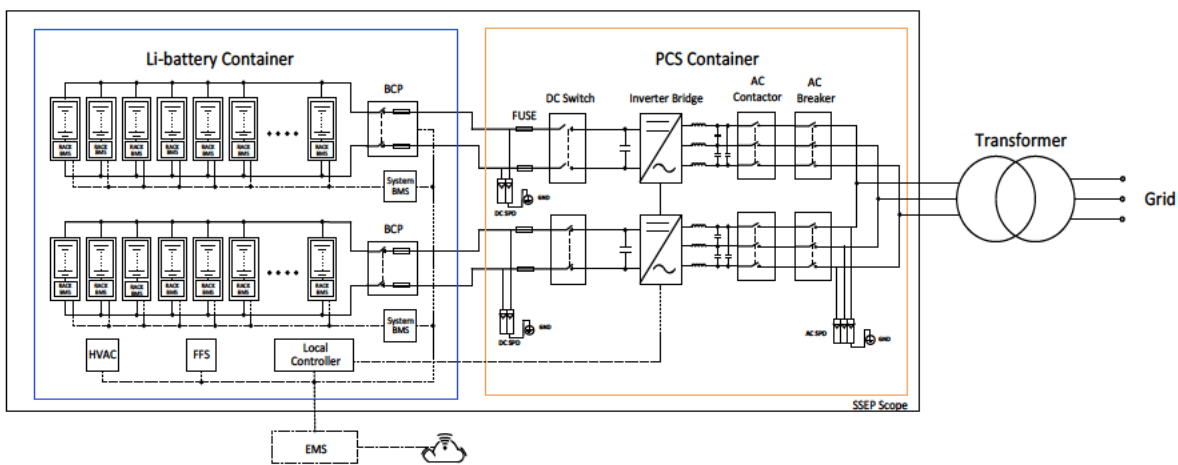 Li-battery Container
PCS Container
BCP
FUSE
DC Switch
Inverter Bridge
AC
Contactor
AC
Breaker
RACK
BMS
RACK
BMS
RACK
BMS
RACK
BMS
RACK
BMS
RACK
BMS
RACK
BMS
System
BMS
DC SPD
GND
Transformer
Grid
BCP
RACK
BMS
RACK
BMS
RACK
BMS
RACK
BMS
RACK
BMS
RACK
BMS
RACK
BMS
System
BMS
DC SPD
GND
AC SPD
GND
HVAC
FFS
Local
Controller
SSEP Scope
EMS